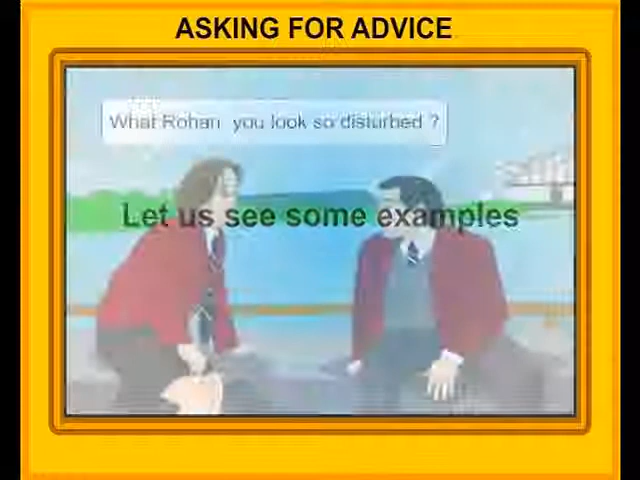 ASKING FOR ADVICE
What Rohan you look so disturbed ?
Let us see some examples